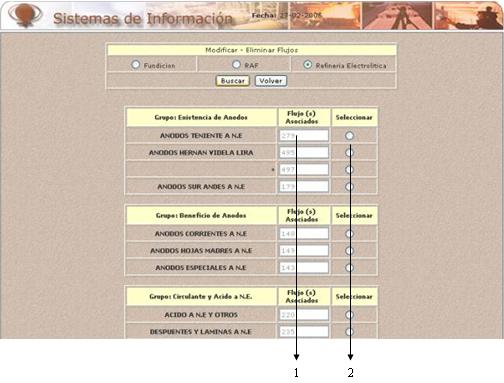 Sistemas de Información Fecha: 27-02-2006
Modificar - Eliminar Flujos
Fundicion RAF Refineria Electrolitica
Buscar Volver
Grupo: Existencia de Anodos Flujo (s) Asociados Seleccionar
ANODOS TENIENTE A N.E 279
ANODOS HERNAN VIDELA LIRA 495
* 497
ANODOS SUR ANDES A N.E 179
Grupo: Beneficio de Anodos Flujo (s) Asociados Seleccionar
ANODOS CORRIENTES A N.E 148
ANODOS HOJAS MADRES A N.E 149
ANODOS ESPECIALES A N.E 143
Grupo: Circulante y Acido a N.E. Flujo (s) Asociados Seleccionar
ACIDO A N.E Y OTROS 220
DESPUENTES Y LAMINAS A N.E 235
1 2